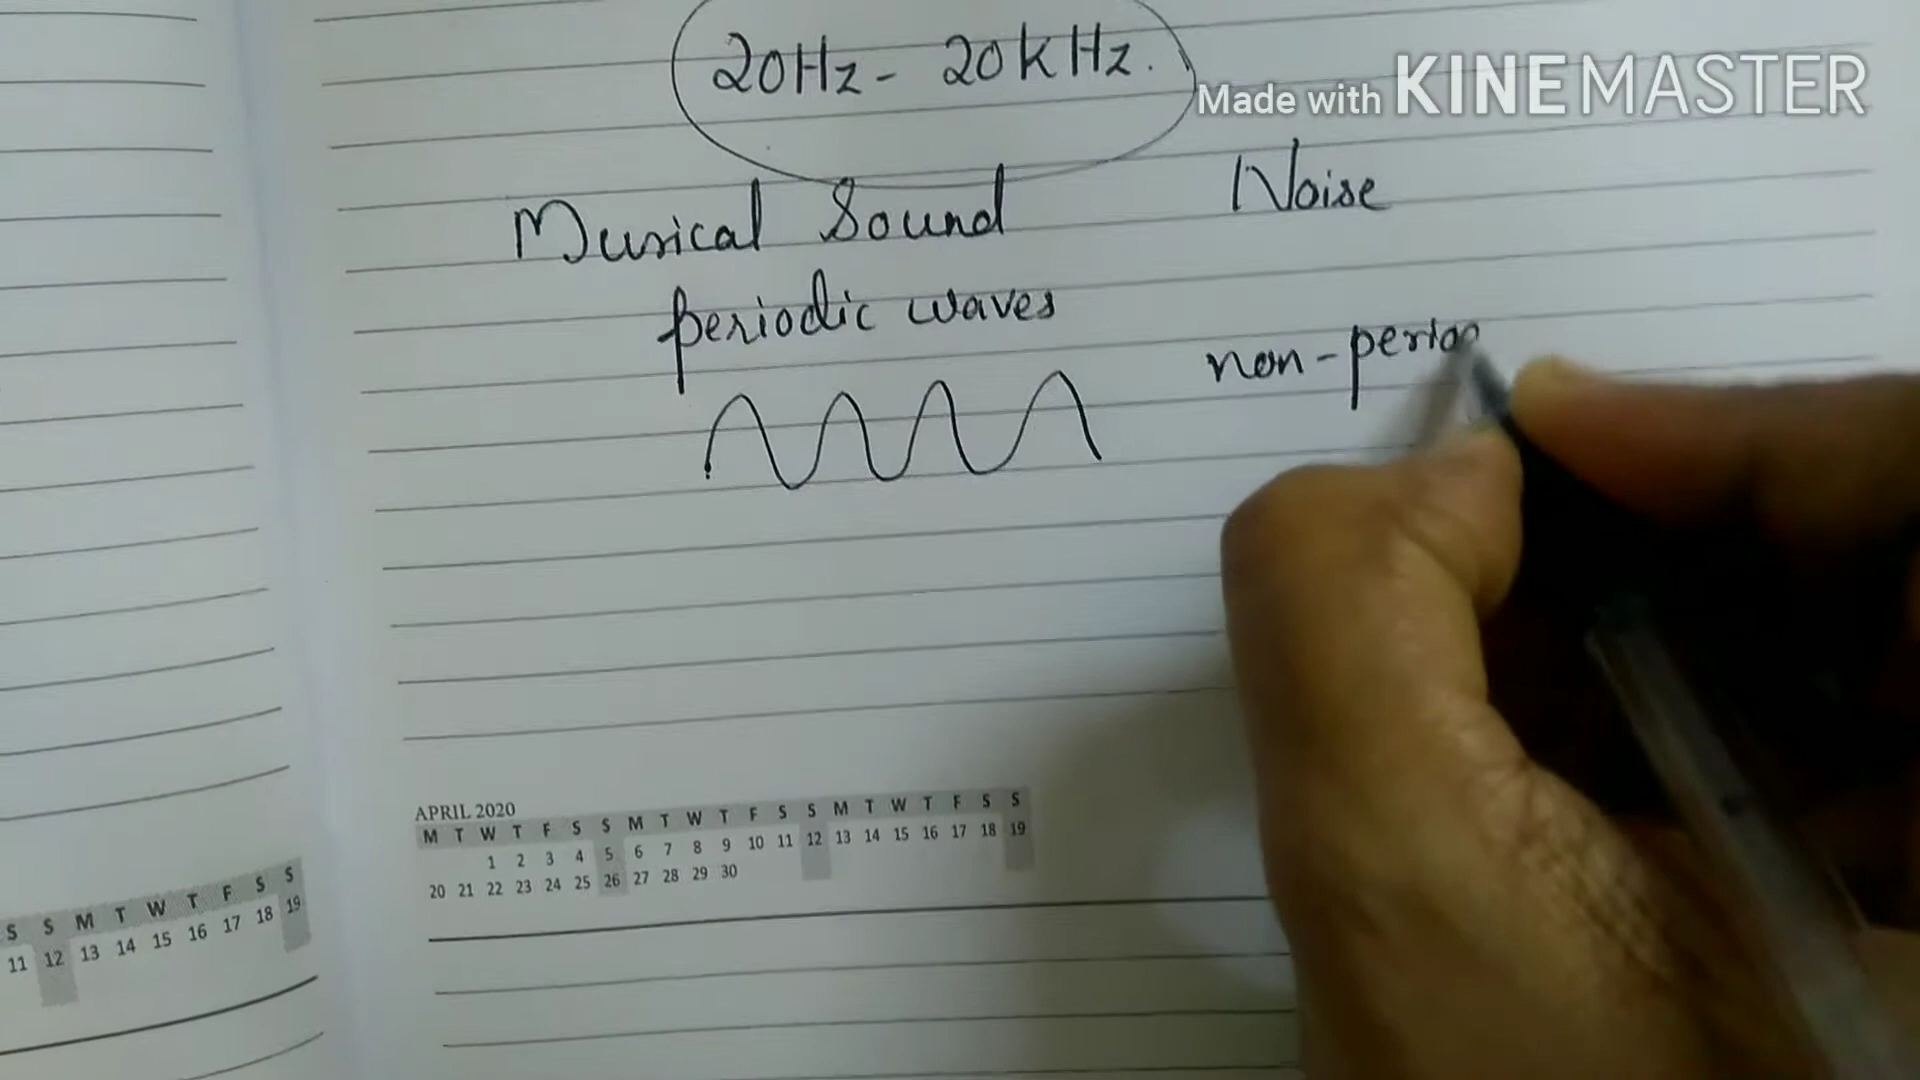 20Hz - 20KHz.
Made with KINEMASTER
Musical Sound
Noise
periodic waves
non-perio
APRIL 2020
M T W T F S S M T W T F S S M T W T F S S
1 2 3 4 5 6 7 8 9 10 11 12 13 14 15 16 17 18 19
20 21 22 23 24 25 26 27 28 29 30
S S M T W T F S S
11 12 13 14 15 16 17 18 19